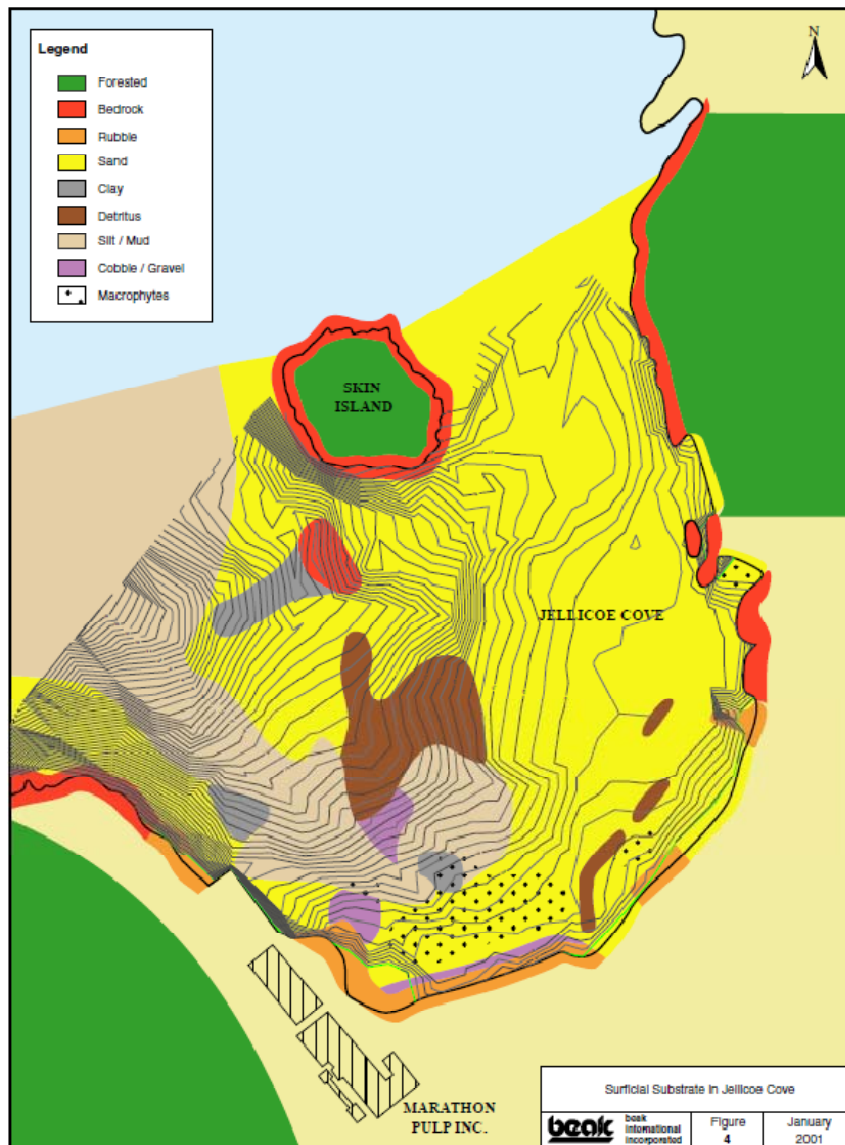 Legend
Forested
Bedrock
Rubble
Sand
Clay
Detritus
Silt / Mud
Cobble / Gravel
Macrophytes
N
SKIN
ISLAND
JELLICOE COVE
MARATHON
PULP INC.
Surficial Substrate in Jellicoe Cove
beak
beak
international
incorporated
Figure
4
January
2001